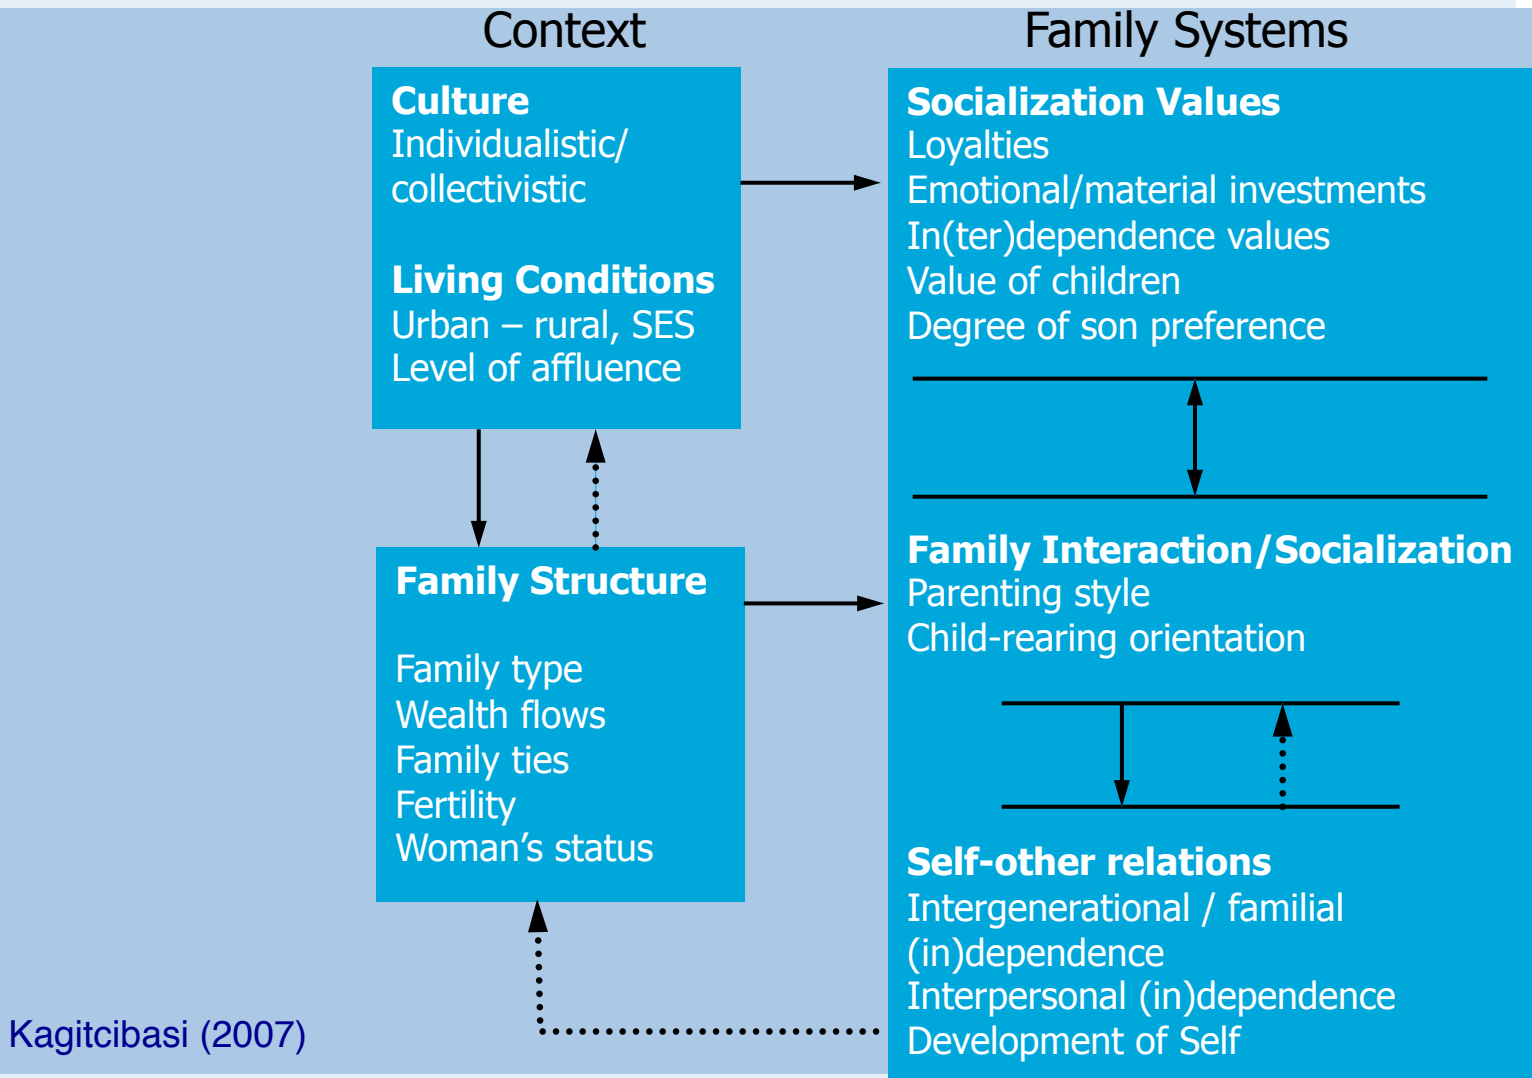 Context
Culture
Individualistic/
collectivistic
Living Conditions
Urban – rural, SES
Level of affluence
Family Structure
Family type
Wealth flows
Family ties
Fertility
Woman’s status
Family Systems
Socialization Values
Loyalties
Emotional/material investments
In(ter)dependence values
Value of children
Degree of son preference
Family Interaction/Socialization
Parenting style
Child-rearing orientation
Self-other relations
Intergenerational / familial
(in)dependence
Interpersonal (in)dependence
Development of Self
Kagitcibasi (2007)